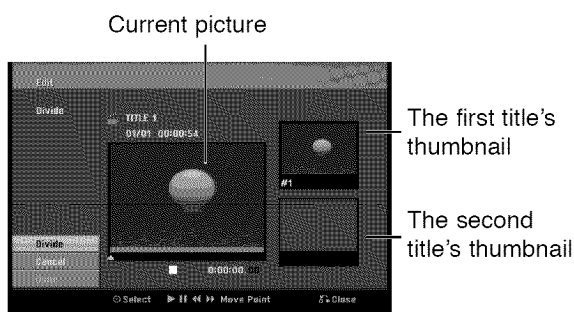 Current picture
Edit
Divide
TITLE 1
01/01 00:00:54
The first title's
thumbnail
#1
The second
title's thumbnail
Divide
Cancel
Done
0:00:00
Select
Move Point
Close